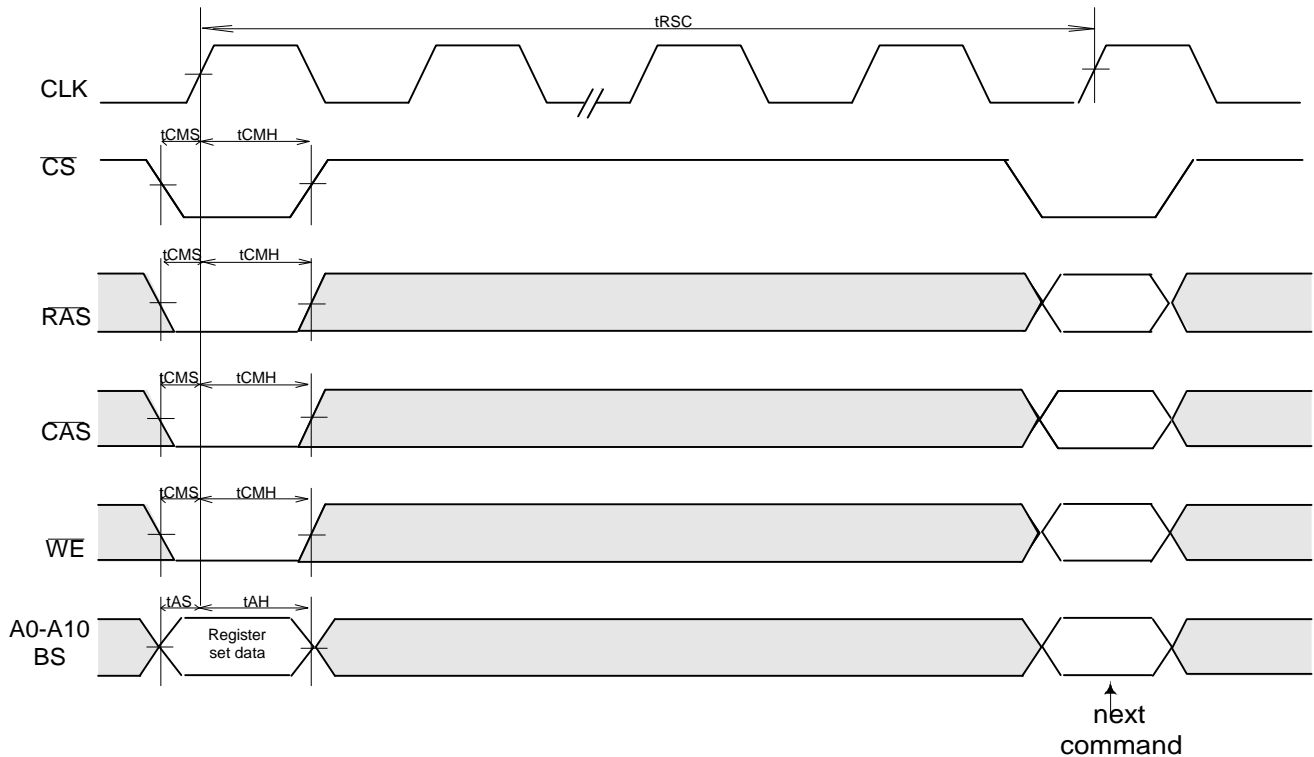 tRSC
CLK
tCMS tCMH
CS
tCMS tCMH
RAS
tCMS tCMH
CAS
tCMS tCMH
WE
tAS tAH
A0-A10
BS
Register
set data
next
command